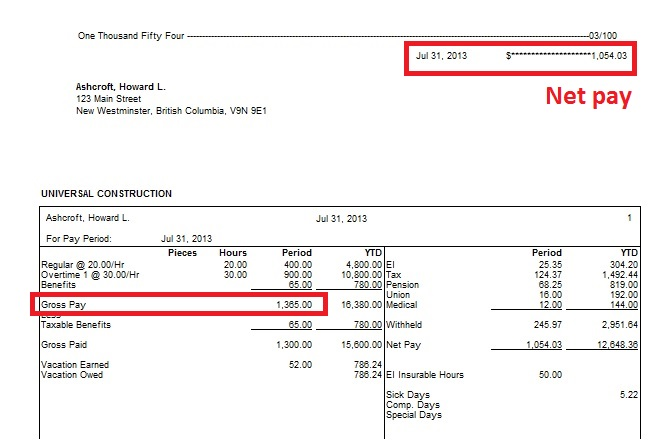 One Thousand Fifty Four ----------03/100
Jul 31, 2013 $*********************1,054.03
Net pay
Ashcroft, Howard L.
123 Main Street
New Westminster, British Columbia, V9N 9E1
UNIVERSAL CONSTRUCTION
Ashcroft, Howard L. Jul 31, 2013 1
For Pay Period: Jul 31, 2013
Pieces Hours Period YTD Period YTD
Regular @ 20.00/Hr 20.00 400.00 4,800.00 EI 25.35 304.20
Overtime 1 @ 30.00/Hr 30.00 900.00 10,800.00 Tax 124.37 1,492.44
Benefits 65.00 780.00 Pension 68.25 819.00
Union 16.00 192.00
Gross Pay 1,365.00 16,380.00 Medical 12.00 144.00
Taxable Benefits 65.00 780.00 Withheld 245.97 2,951.64
Gross Paid 1,300.00 15,600.00 Net Pay 1,054.03 12,648.36
Vacation Earned 52.00 786.24
Vacation Owed 786.24 EI Insurable Hours 50.00
Sick Days 5.22
Comp. Days
Special Days